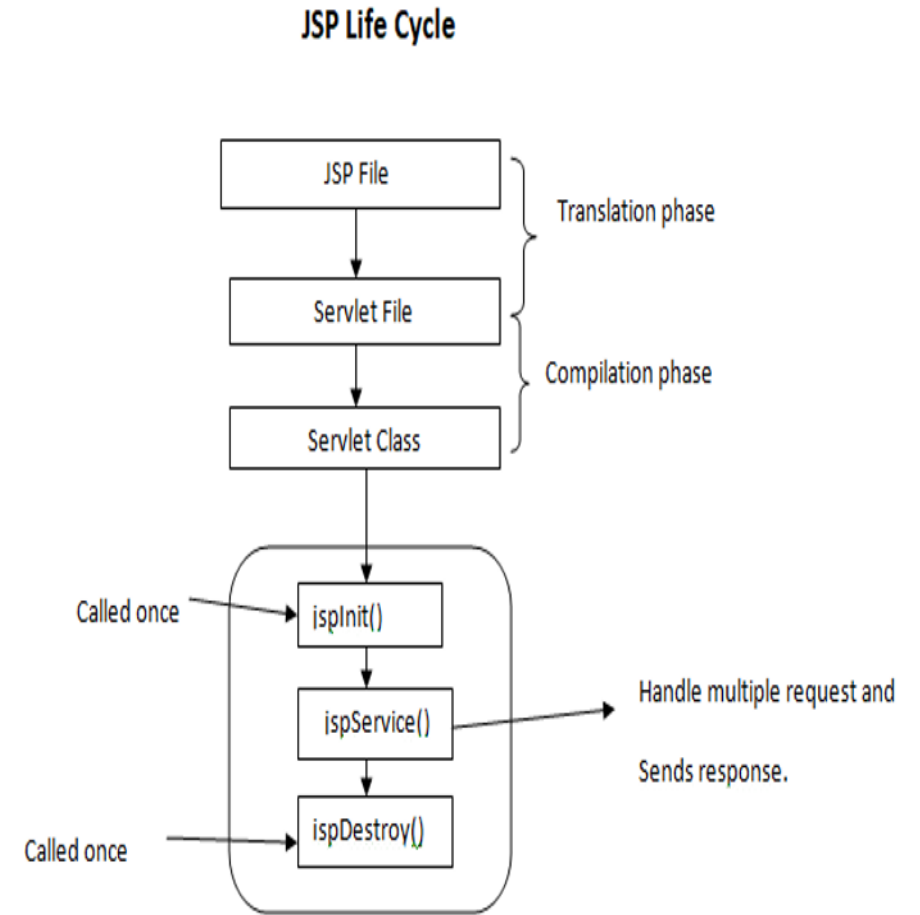 JSP Life Cycle
JSP File
Translation phase
Servlet File
Compilation phase
Servlet Class
Called once
jspInit()
jspService()
Handle multiple request and
Sends response.
jspDestroy()
Called once